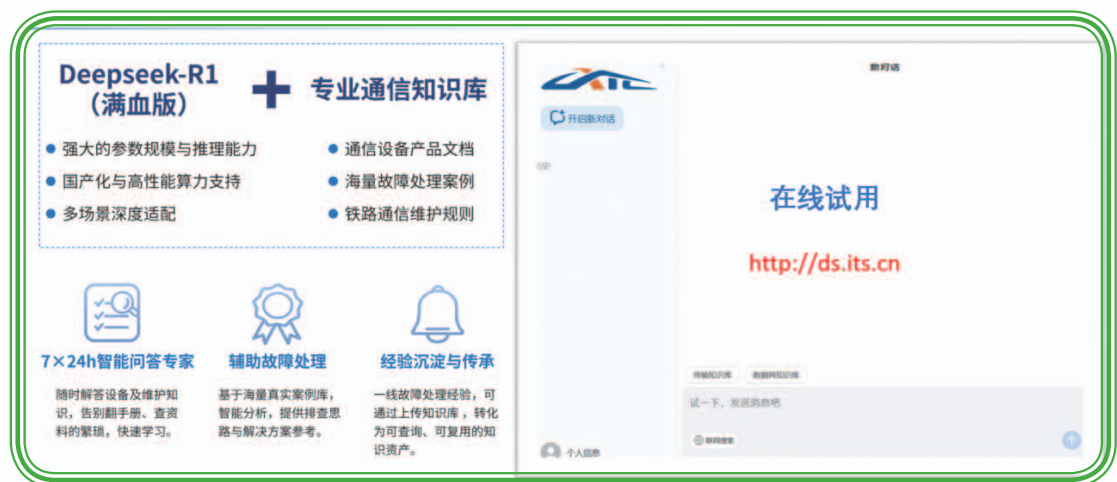 Deepseek-R1
（满血版）
+
专业通信知识库
● 强大的参数规模与推理能力
● 国产化与高性能算力支持
● 多场景深度适配
● 通信设备产品文档
● 海量故障处理案例
● 铁路通信维护规则
7×24h智能问答专家
随时解答设备及维护知
识，告别翻手册、查资
料的繁琐，快速学习。
辅助故障处理
基于海量真实案例库，
智能分析，提供排查思
路与解决方案参考。
经验沉淀与传承
一线故障处理经验，可
通过上传知识库，转化
为可查询、可复用的知
识资产。
开启新对话
历史
个人信息
新对话
在线试用
http://ds.its.cn
传输知识库
数据网知识库
试一下，发送消息吧
联网搜索